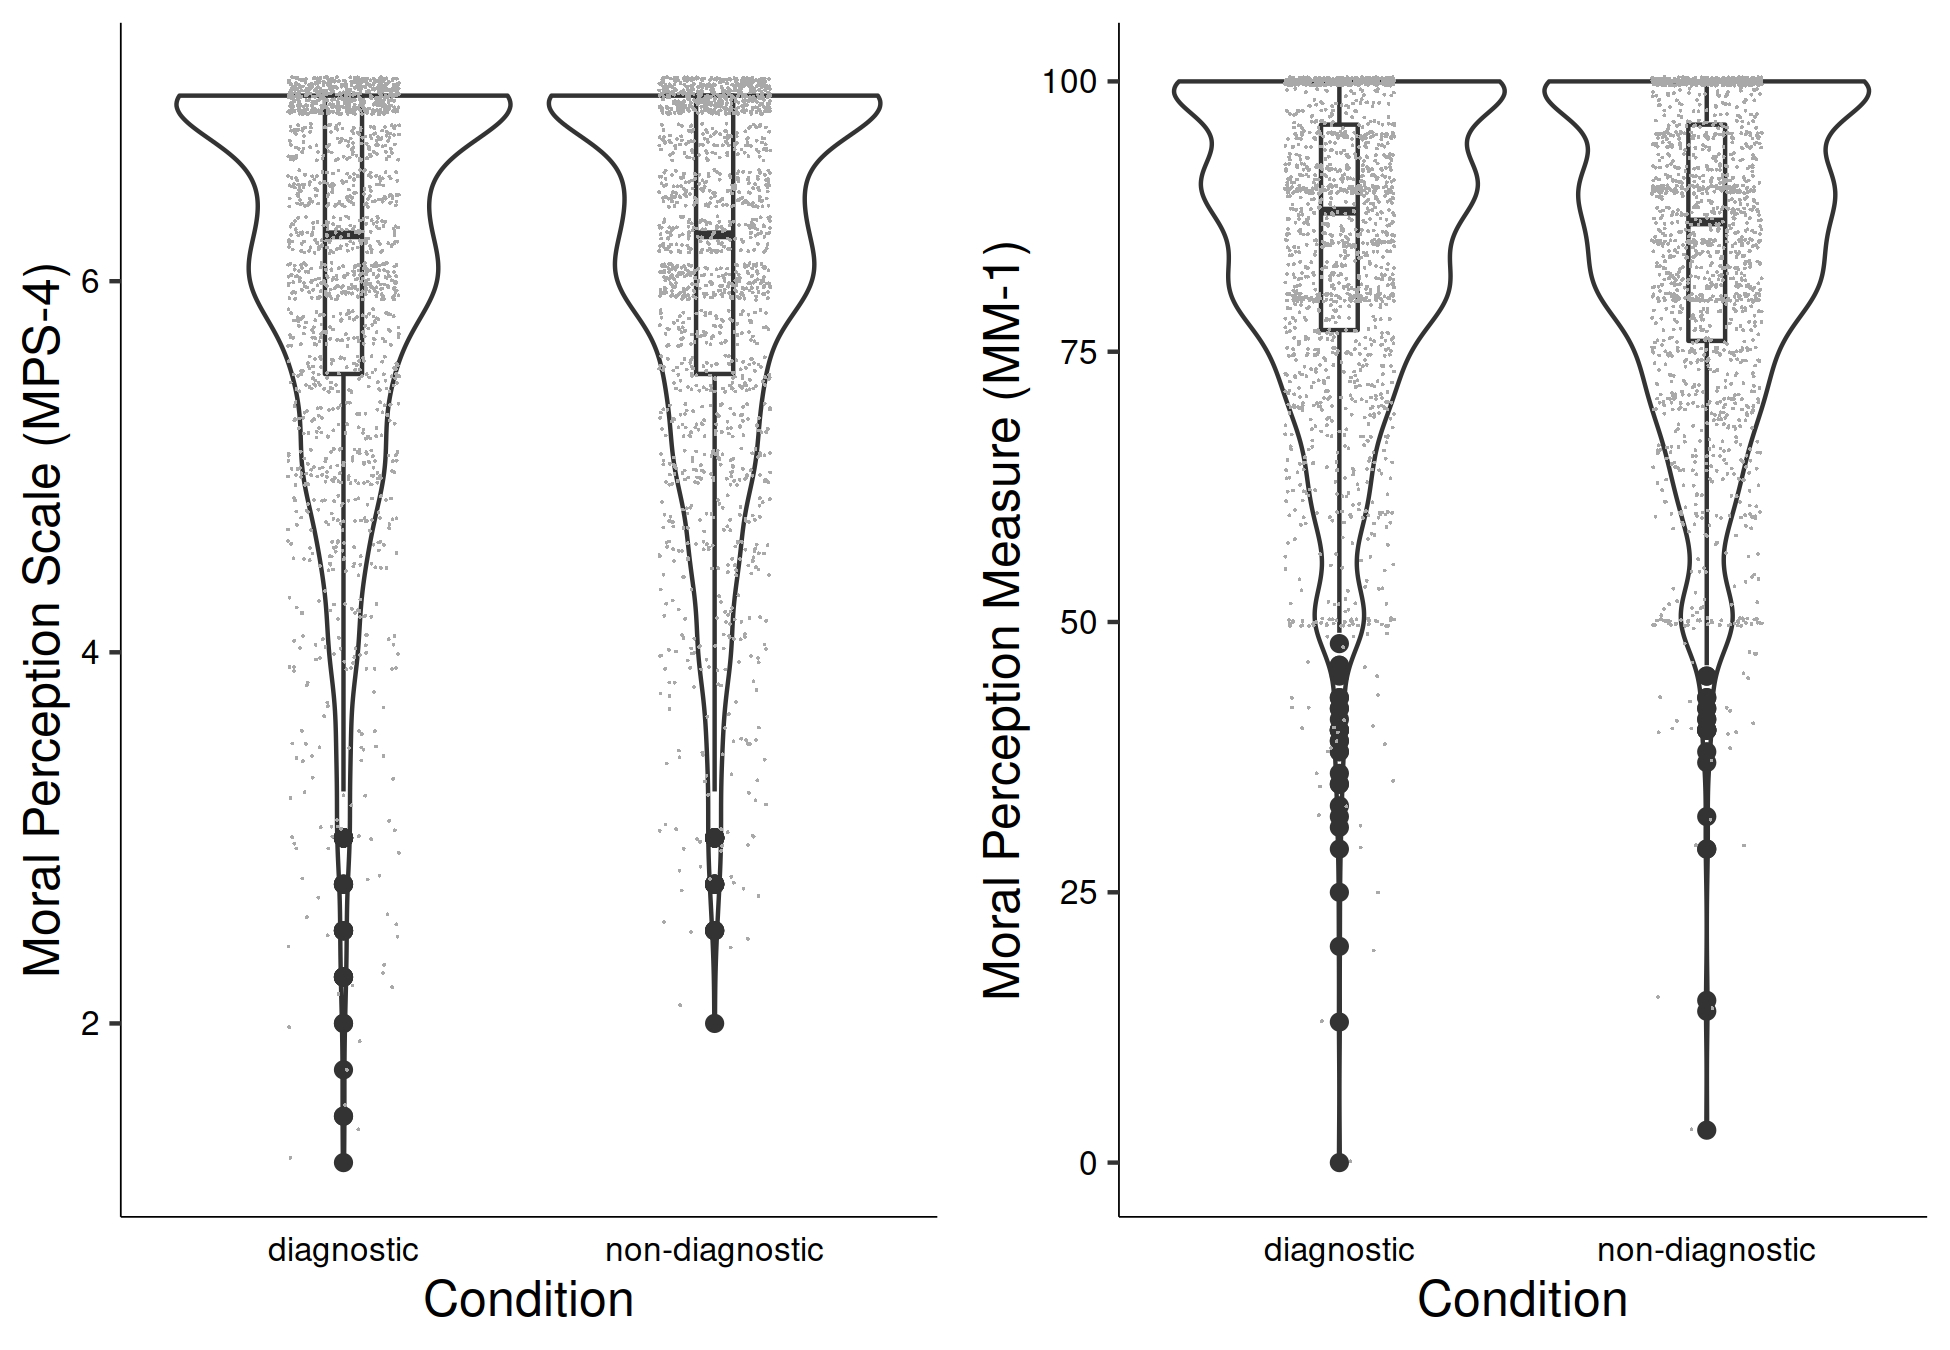 Moral Perception Scale (MPS-4)
6
4
2
diagnostic
non-diagnostic
Condition
Moral Perception Measure (MM-1)
100
75
50
25
0
diagnostic
non-diagnostic
Condition